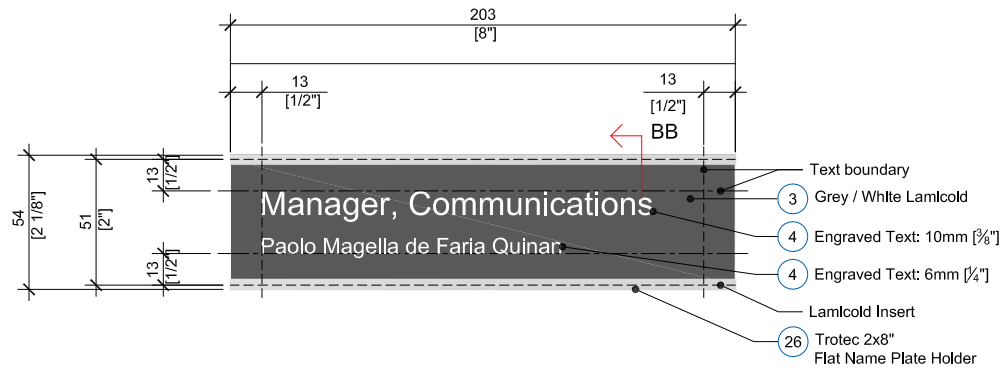 203
[8"]
13
[1/2"]
13
[1/2"]
BB
13
[1/2"]
54
[2 1/8"]
51
[2"]
13
[1/2"]
Manager, Communications
Paolo Magella de Faria Quinan
Text boundary
3 Grey / White Lamicold
4 Engraved Text: 10mm [⅜"]
4 Engraved Text: 6mm [¼"]
Lamicold Insert
26 Trotec 2x8"
Flat Name Plate Holder